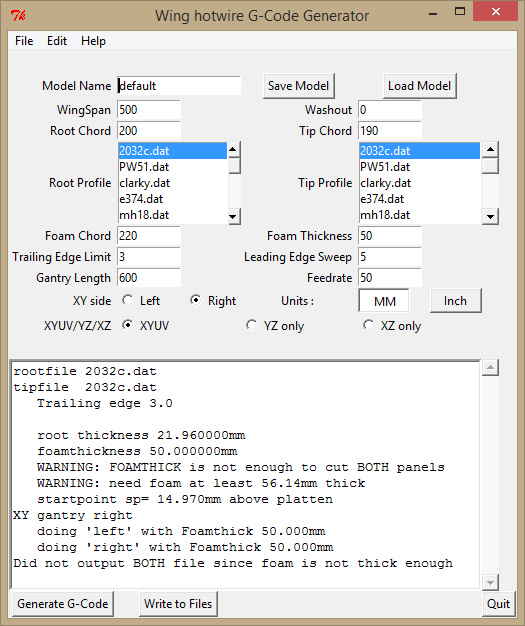 Wing hotwire G-Code Generator
File Edit Help
Model Name default Save Model Load Model
WingSpan 500 Washout 0
Root Chord 200 Tip Chord 190
Root Profile 2032c.dat PW51.dat clarky.dat e374.dat mh18.dat
Tip Profile 2032c.dat PW51.dat clarky.dat e374.dat mh18.dat
Foam Chord 220 Foam Thickness 50
Trailing Edge Limit 3 Leading Edge Sweep 5
Gantry Length 600 Feedrate 50
XY side Left Right Units : MM Inch
XYUV/YZ/XZ XYUV YZ only XZ only
rootfile 2032c.dat
tipfile 2032c.dat
Trailing edge 3.0
root thickness 21.960000mm
foamthickness 50.000000mm
WARNING: FOAMTHICK is not enough to cut BOTH panels
WARNING: need foam at least 56.14mm thick
startpoint sp= 14.970mm above platten
XY gantry right
doing 'left' with Foamthick 50.000mm
doing 'right' with Foamthick 50.000mm
Did not output BOTH file since foam is not thick enough
Generate G-Code Write to Files Quit